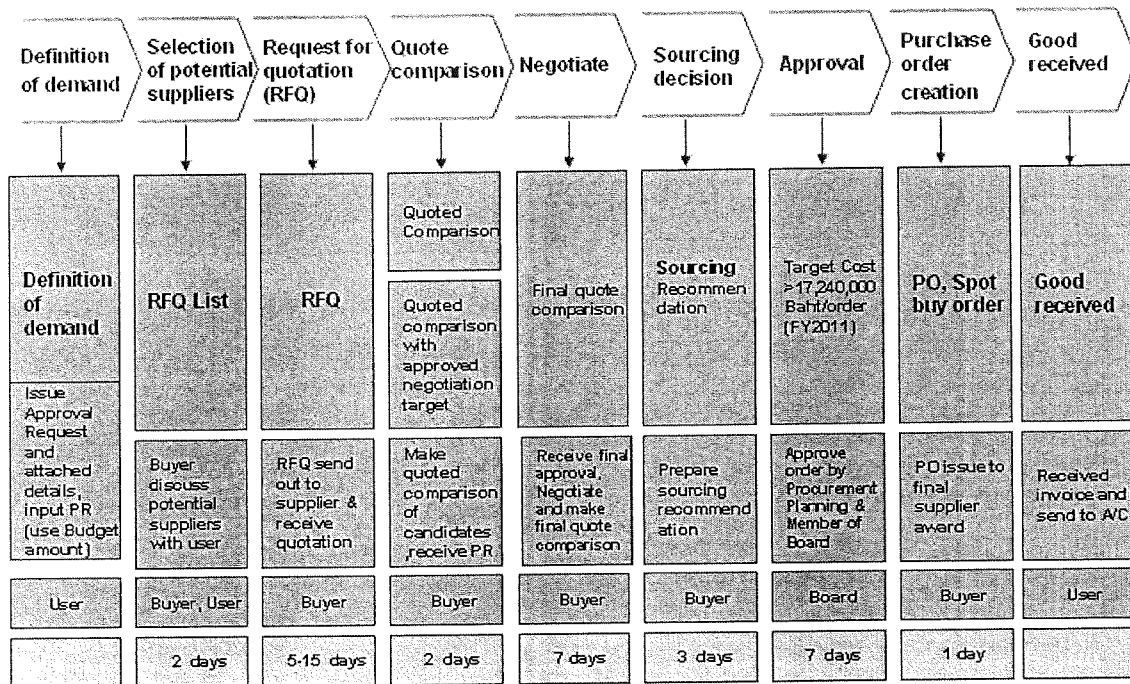 Definition
of demand
Selection
of potential
suppliers
Request for
quotation
(RFQ)
Quote
comparison
Negotiate
Sourcing
decision
Approval
Purchase
order
creation
Good
received
Definition
of
demand
RFQ List
RFQ
Quoted
Comparison
Quoted
comparison
with
approved
negotiation
target
Final quote
comparison
Sourcing
Recommen
dation
Target Cost
>17,240,000
Baht/order
(FY2011)
PO, Spot
buy order
Good
received
Issue
Approval
Request
and
attached
details,
input PR
(use Budget
amount)
Buyer
discuss
potential
suppliers
with user
RFQ send
out to
supplier &
receive
quotation
Make
quoted
comparison
of
candidates
,receive PR
Receive final
approval,
Negotiate
and make
final quote
comparison
Prepare
sourcing
recommend
ation
Approve
order by
Procurement
Planning &
Member of
Board
PO issue to
final
supplier
award
Received
invoice and
send to A/C
User
Buyer, User
Buyer
Buyer
Buyer
Buyer
Board
Buyer
User
2 days
5-15 days
2 days
7 days
3 days
7 days
1 day